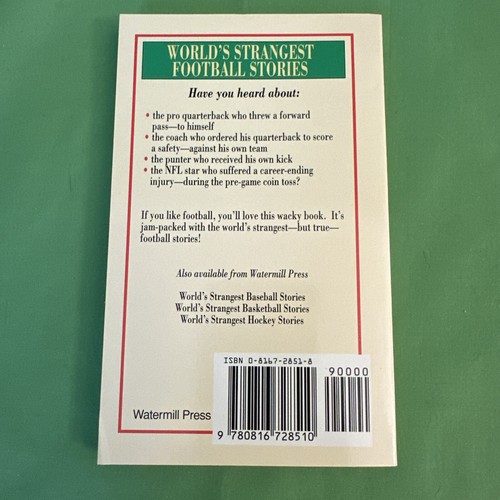 WORLD'S STRANGEST
FOOTBALL STORIES
Have you heard about:
• the pro quarterback who threw a forward
pass—to himself
• the coach who ordered his quarterback to score
a safety—against his own team
• the punter who received his own kick
• the NFL star who suffered a career-ending
injury—during the pre-game coin toss?
If you like football, you'll love this wacky book. It's
jam-packed with the world's strangest—but true—
football stories!
Also available from Watermill Press
World's Strangest Baseball Stories
World's Strangest Basketball Stories
World's Strangest Hockey Stories
ISBN 0-8167-2851-8
90000
Watermill Press
9 780816 728510